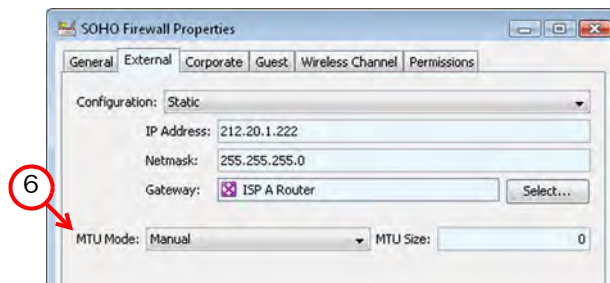 SOHO Firewall Properties
General External Corporate Guest Wireless Channel Permissions
Configuration: Static
IP Address: 212.20.1.222
Netmask: 255.255.255.0
Gateway: ISP A Router Select...
6
MTU Mode: Manual MTU Size: 0